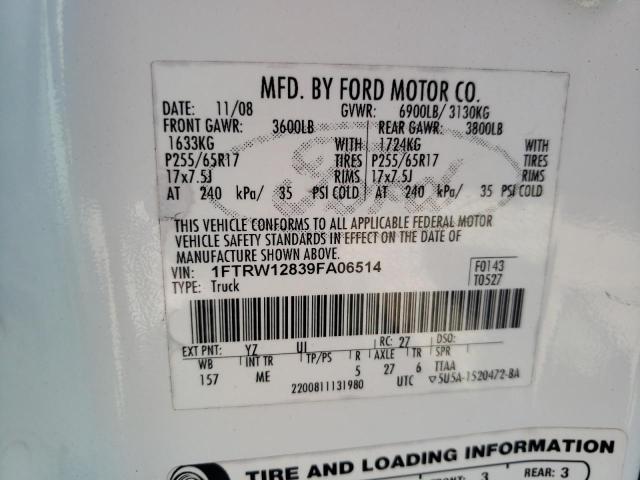 MFD. BY FORD MOTOR CO.
DATE: 11/08 GVWR: 6900LB/ 3130KG
FRONT GAWR: 3600LB REAR GAWR: 3800LB
1633KG WITH 1724KG WITH
P255/65R17 TIRES P255/65R17 TIRES
17x7.5J RIMS 17x7.5J RIMS
AT 240 kPa/ 35 PSI COLD AT 240 kPa/ 35 PSI COLD
THIS VEHICLE CONFORMS TO ALL APPLICABLE FEDERAL MOTOR
VEHICLE SAFETY STANDARDS IN EFFECT ON THE DATE OF
MANUFACTURE SHOWN ABOVE.
VIN: 1FTRW12839FA06514 F0143
TYPE: Truck T0527
EXT PNT: YZ UL RC: 27 DSO:
WB INT TR TP/PS R AXLE TR SPR
157 ME 5 27 6 TTAA
2200811131980 UTC ▽5U5A-1520472-BA
TIRE AND LOADING INFORMATION
FRONT: 3 REAR: 3